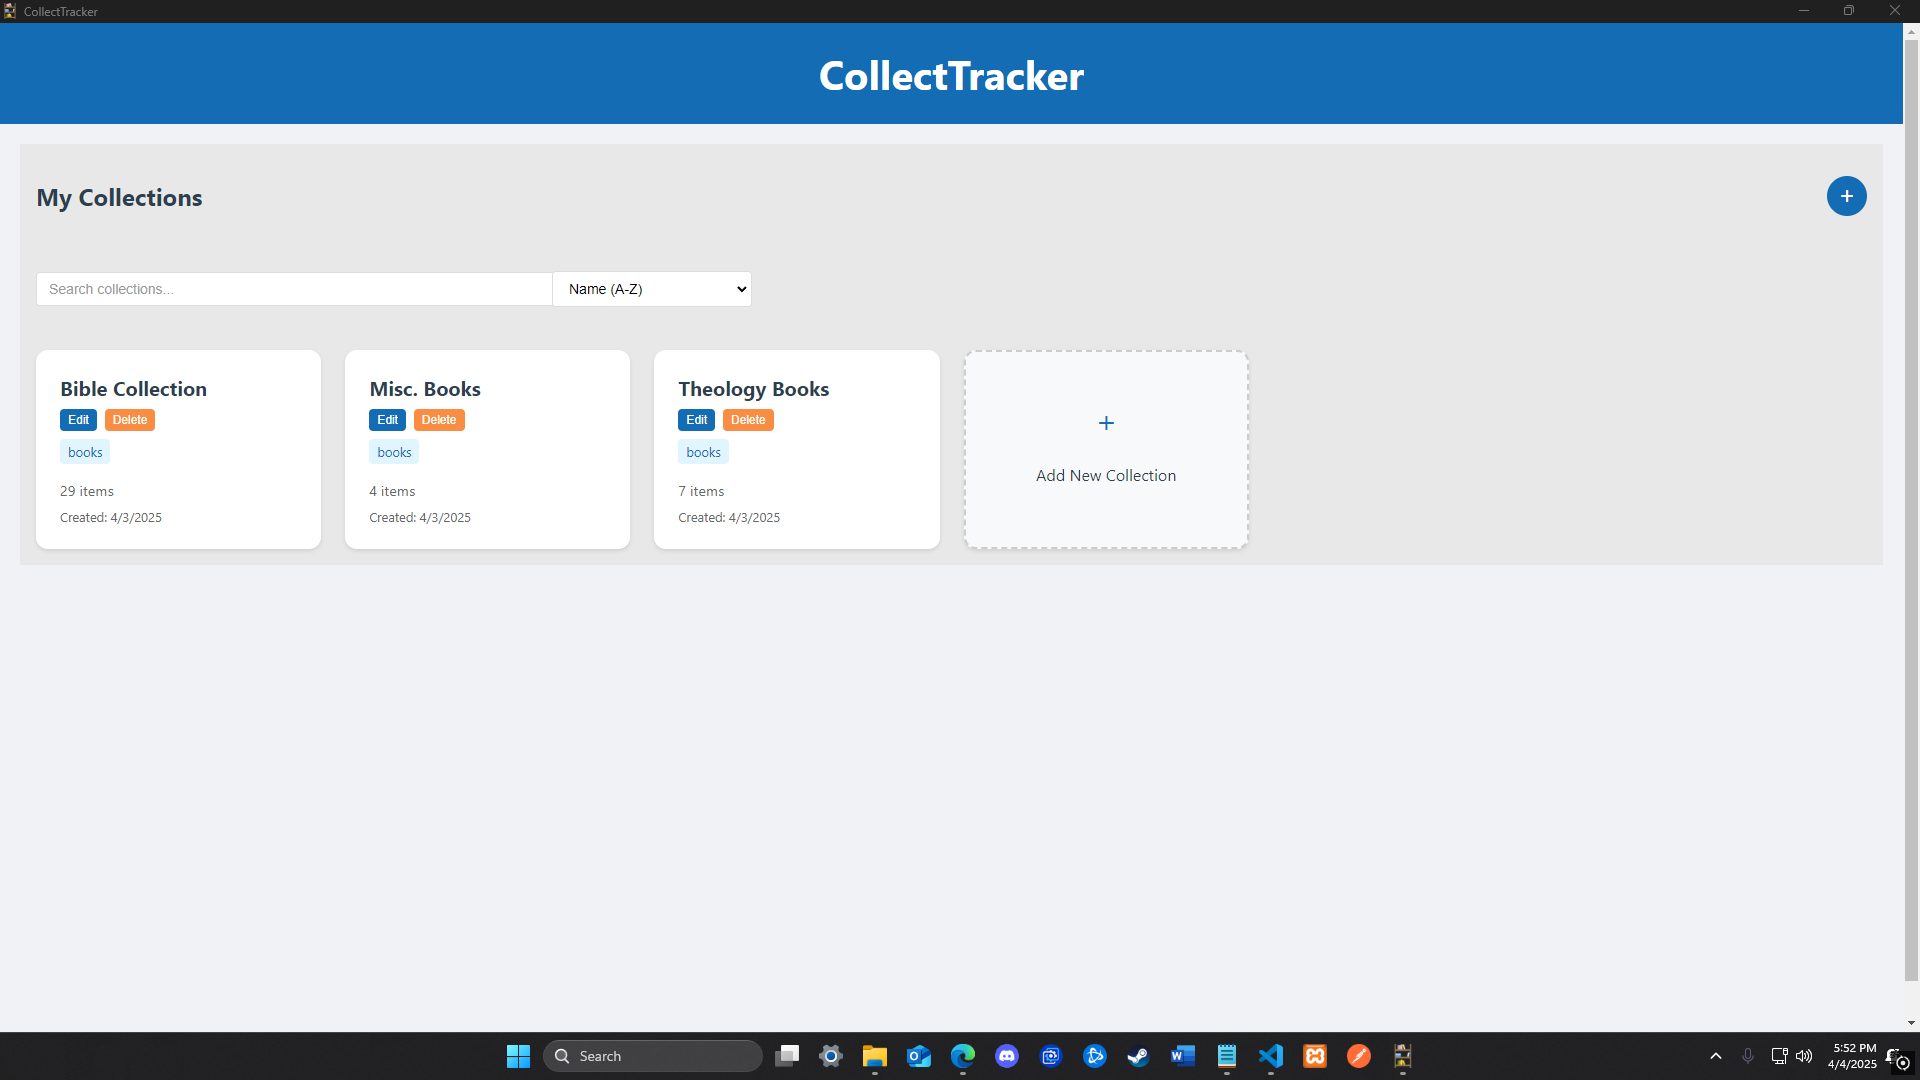 CollectTracker
CollectTracker
My Collections
+
Search collections...
Name (A-Z)
Bible Collection
Edit Delete
books
29 items
Created: 4/3/2025
Misc. Books
Edit Delete
books
4 items
Created: 4/3/2025
Theology Books
Edit Delete
books
7 items
Created: 4/3/2025
+
Add New Collection
Search
5:52 PM
4/4/2025